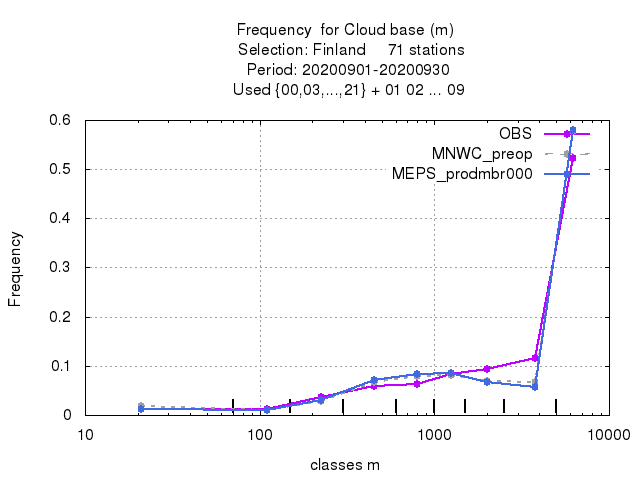 Frequency  for Cloud base (m)
Selection: Finland     71 stations
Period: 20200901-20200930
Used {00,03,...,21} + 01 02 ... 09
OBS
MNWC_preop
MEPS_prodmbr000
Frequency
0.6
0.5
0.4
0.3
0.2
0.1
0
10
100
1000
10000
classes m